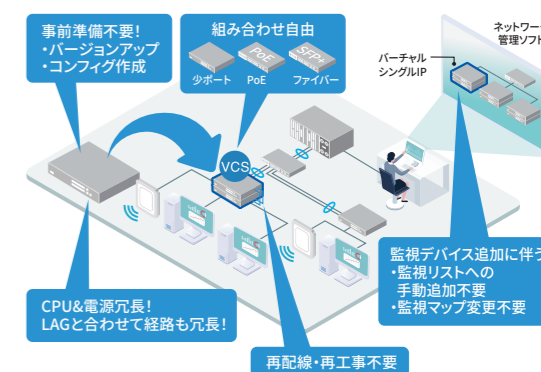 事前準備不要！
・バージョンアップ
・コンフィグ作成
組み合わせ自由
PoE
SFP+
少ポート
PoE
ファイバー
ネットワー
管理ソフ
バーチャル
シングルIP
VCS
監視デバイス追加に伴う
・監視リストへの
手動追加不要
・監視マップ変更不要
CPU&電源冗長！
LAGと合わせて経路も冗長！
再配線・再工事不要